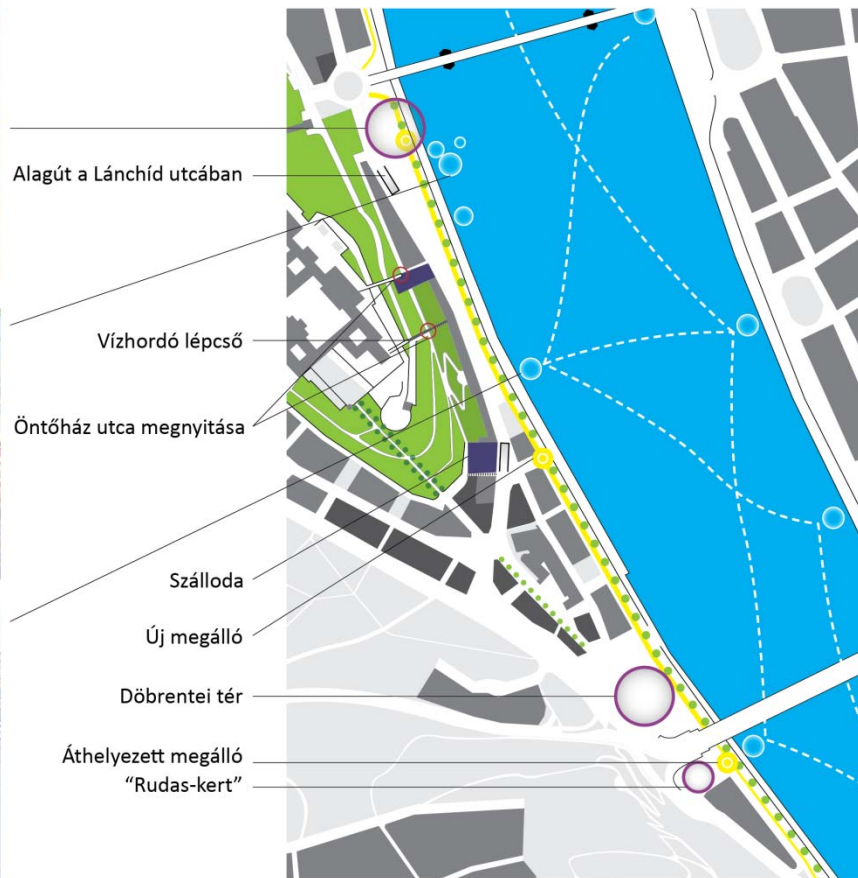 Alagút a Lánchíd utcában
Vízhordó lépcső
Öntőház utca megnyitása
Szálloda
Új megálló
Döbrentei tér
Áthelyezett megálló
“Rudas-kert”